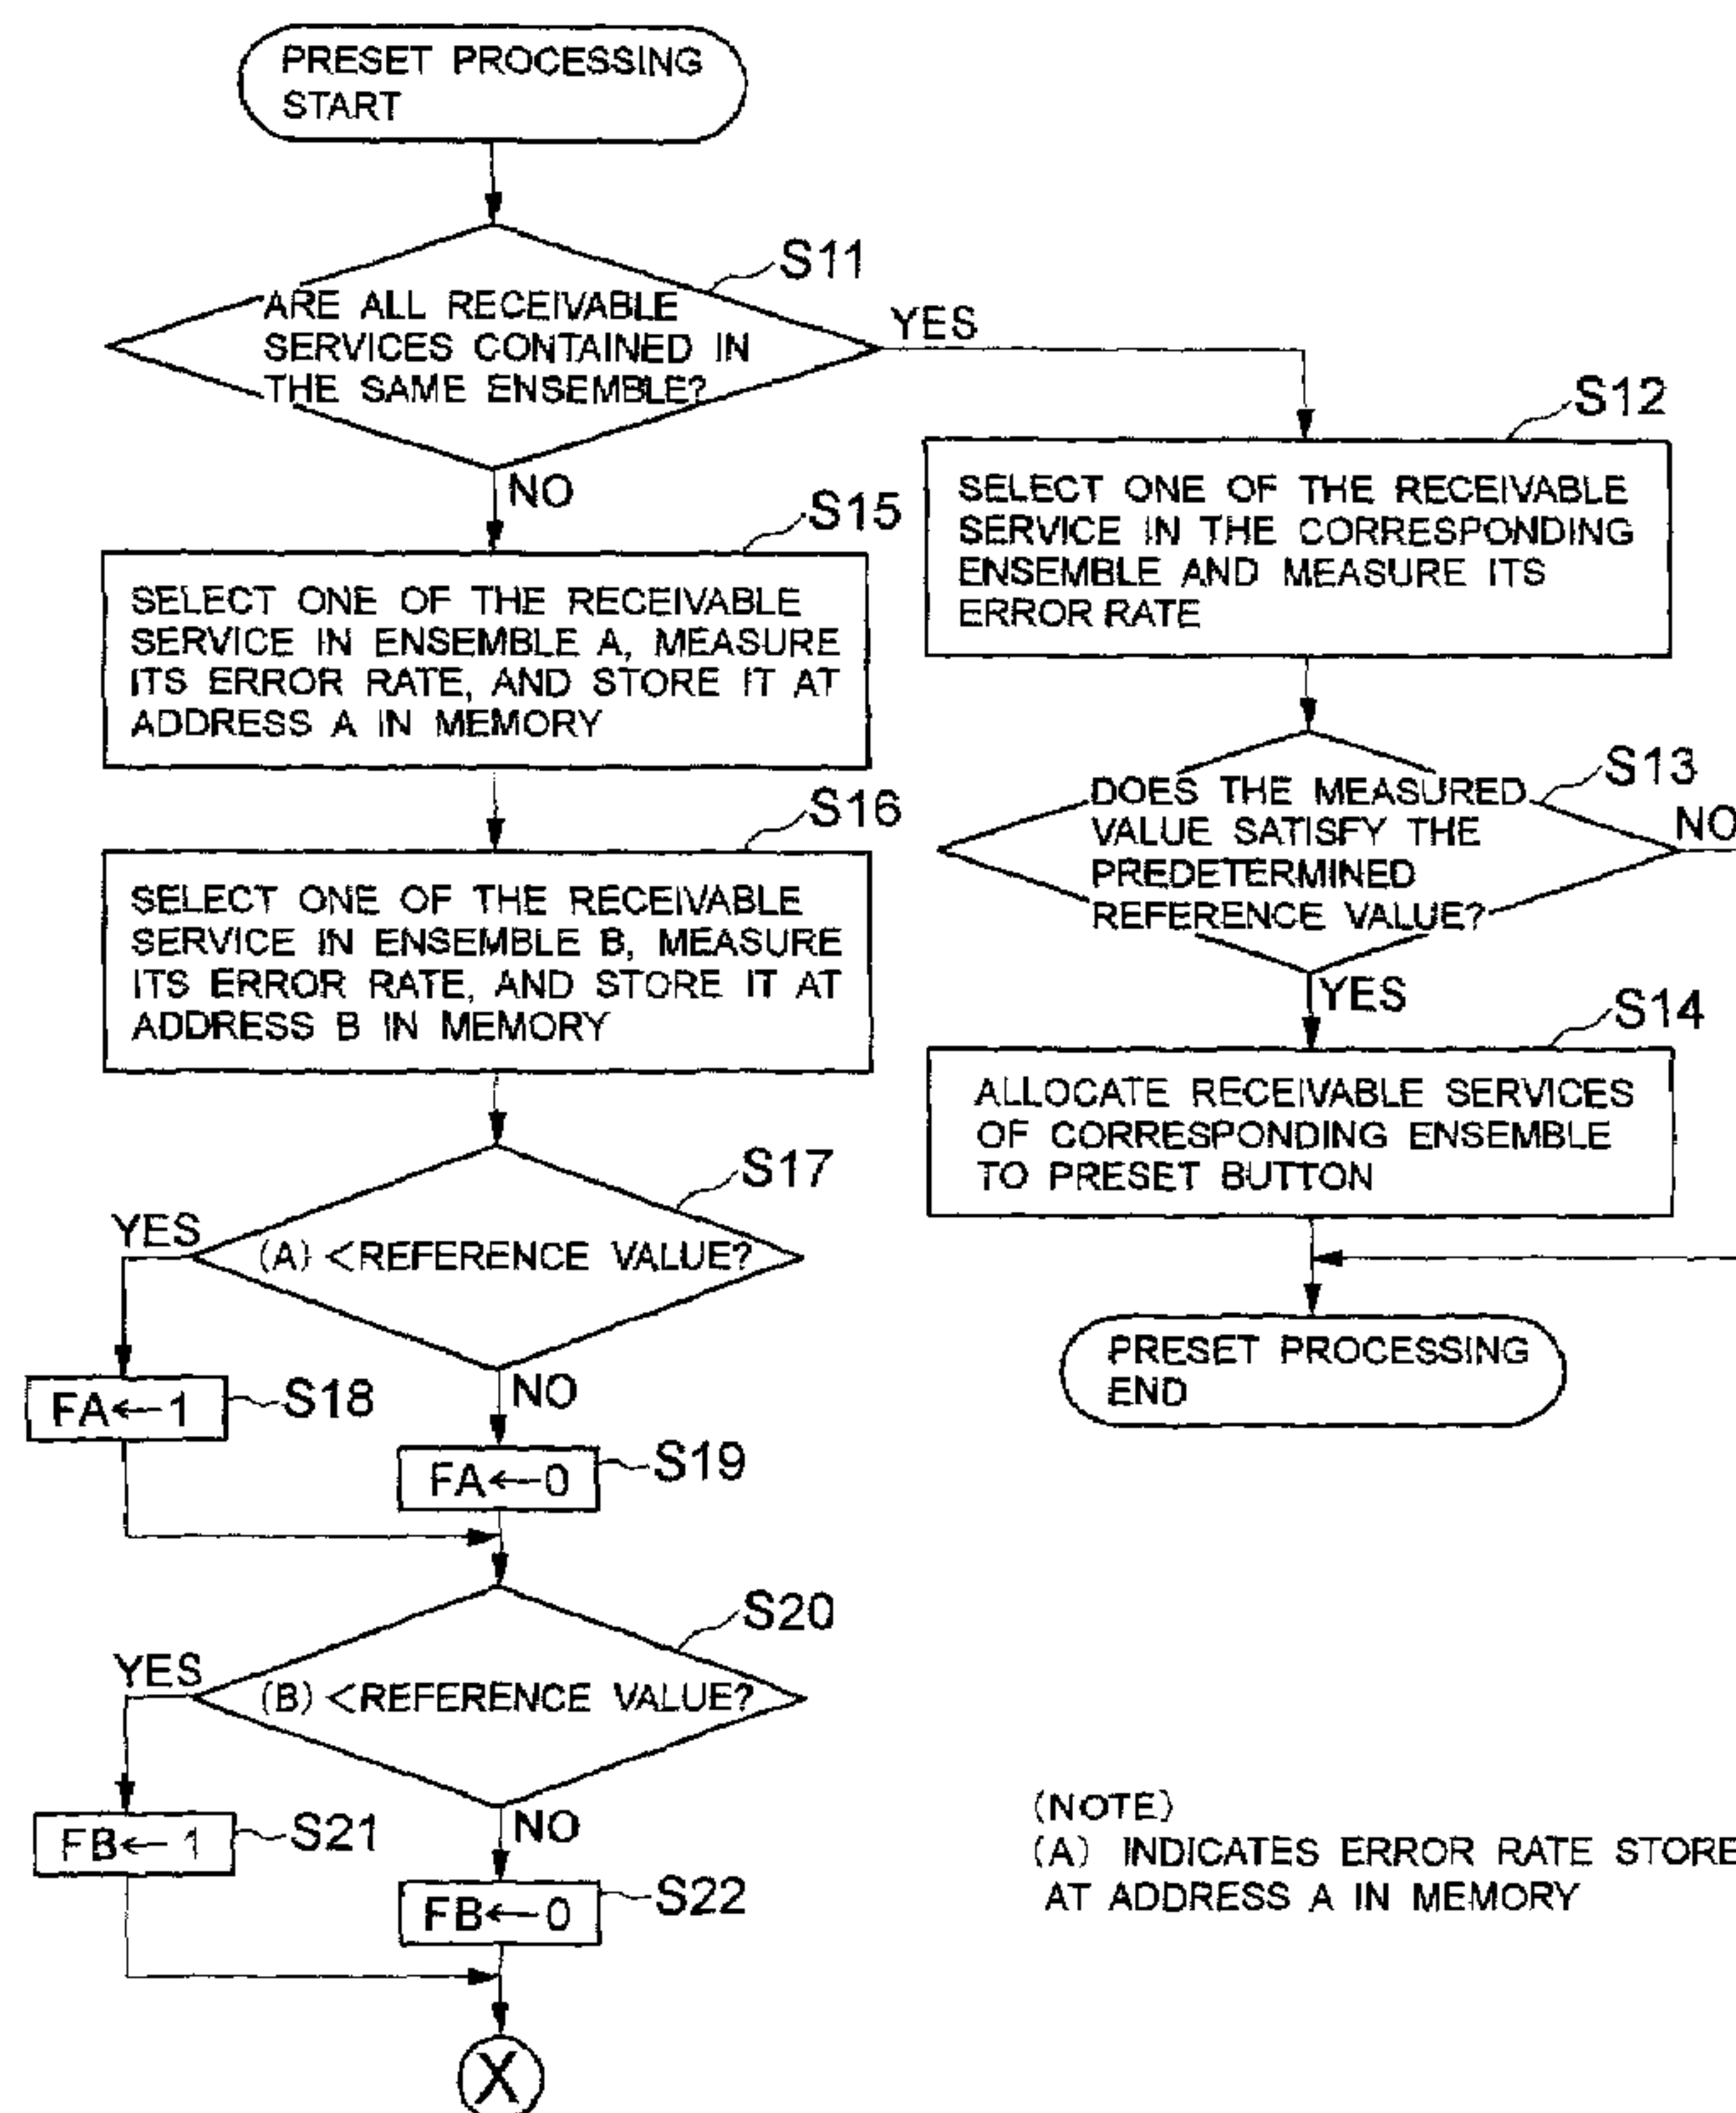 PRESET PROCESSING
START
S11
ARE ALL RECEIVABLE
SERVICES CONTAINED IN
THE SAME ENSEMBLE?
YES
NO
S12
SELECT ONE OF THE RECEIVABLE
SERVICE IN THE CORRESPONDING
ENSEMBLE AND MEASURE ITS
ERROR RATE
S13
DOES THE MEASURED
VALUE SATISFY THE
PREDETERMINED
REFERENCE VALUE?
NO
YES
S14
ALLOCATE RECEIVABLE SERVICES
OF CORRESPONDING ENSEMBLE
TO PRESET BUTTON
PRESET PROCESSING
END
S15
SELECT ONE OF THE RECEIVABLE
SERVICE IN ENSEMBLE A, MEASURE
ITS ERROR RATE, AND STORE IT AT
ADDRESS A IN MEMORY
S16
SELECT ONE OF THE RECEIVABLE
SERVICE IN ENSEMBLE B, MEASURE
ITS ERROR RATE, AND STORE IT AT
ADDRESS B IN MEMORY
S17
YES
(A) <REFERENCE VALUE?
NO
FA←1
S18
FA←0
S19
S20
YES
(B) <REFERENCE VALUE?
NO
FB←1
S21
FB←0
S22
X
(NOTE)
(A) INDICATES ERROR RATE STORE
AT ADDRESS A IN MEMORY